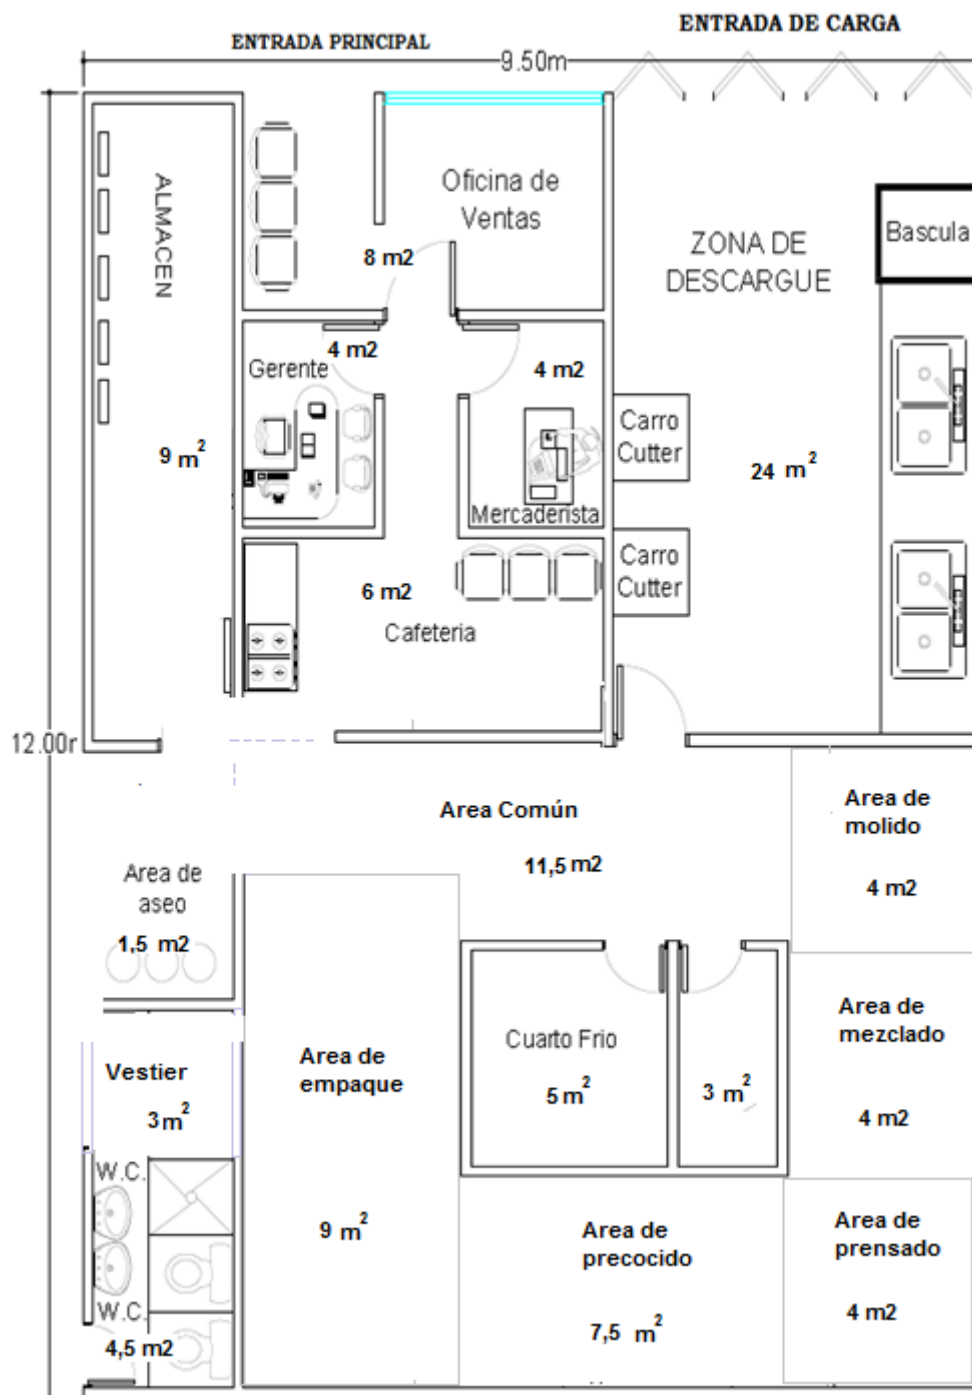 ENTRADA PRINCIPAL
ENTRADA DE CARGA
9.50m
ALMACEN
Oficina de
Ventas
8 m2
ZONA DE
DESCARGUE
Bascula
4 m2
Gerente
4 m2
Mercaderista
9 m2
Carro
Cutter
24 m2
Carro
Cutter
6 m2
Cafeteria
12.00r
Area Común
11,5 m2
Area de
molido
4 m2
Area de
aseo
1,5 m2
Cuarto Frio
5 m2
3 m2
Area de
mezclado
4 m2
Vestier
3 m2
Area de
empaque
9 m2
W.C.
W.C.
4,5 m2
Area de
precocido
7,5 m2
Area de
prensado
4 m2